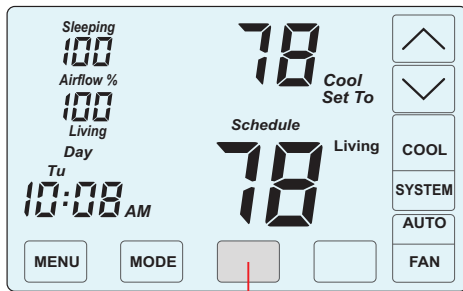 Sleeping
100
Airflow %
100
Living
Day
Tu
10:08 AM
78
Cool
Set To
Schedule
78 Living
COOL
SYSTEM
AUTO
FAN
MENU
MODE